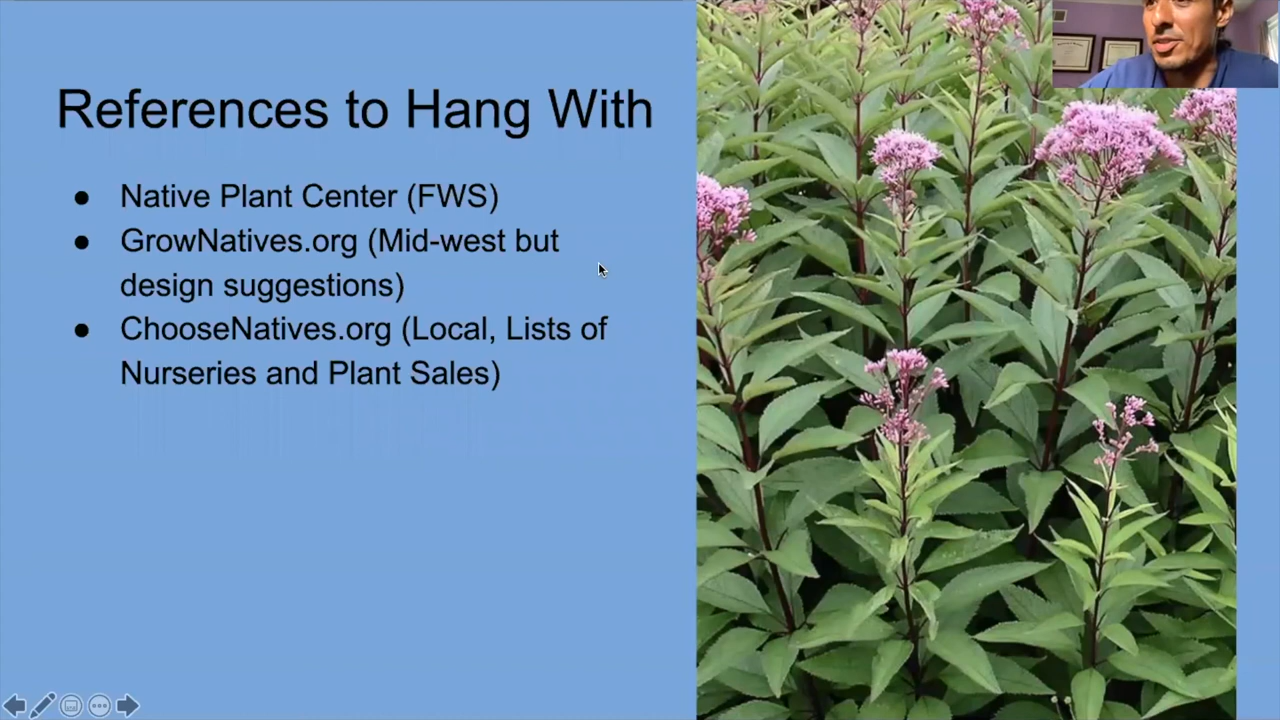 References to Hang With
● Native Plant Center (FWS)
● GrowNatives.org (Mid-west but
design suggestions)
● ChooseNatives.org (Local, Lists of
Nurseries and Plant Sales)